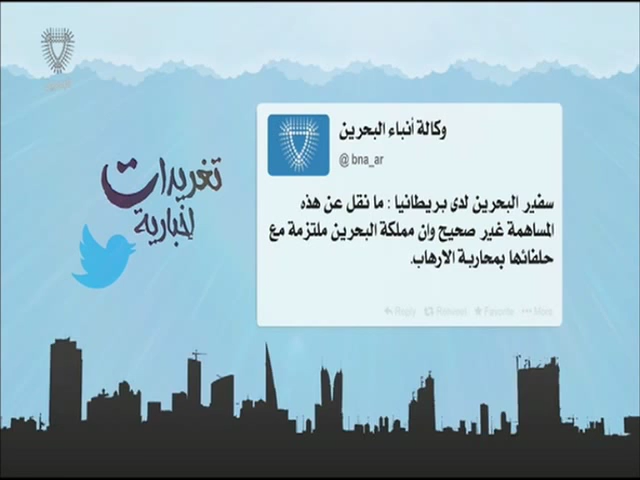 وكالة أنباء البحرين
@bna_ar
تغريدات
إخبارية
سفير البحرين لدى بريطانيا : ما نقل عن هذه
المساهمة غير صحيح وان مملكة البحرين ملتزمة مع
حلفائها بمحاربة الارهاب.
Reply Retweet Favorite More